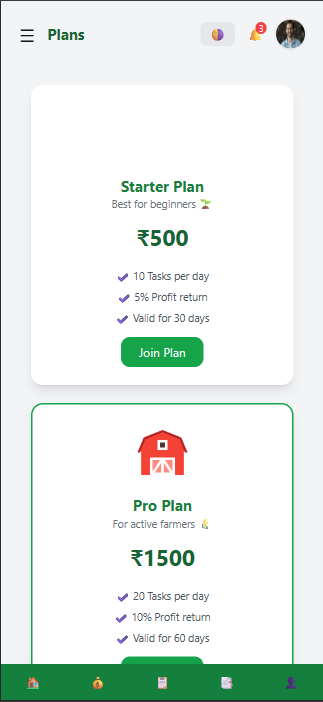 Plans
3
Starter Plan
Best for beginners
₹500
10 Tasks per day
5% Profit return
Valid for 30 days
Join Plan
Pro Plan
For active farmers
₹1500
20 Tasks per day
10% Profit return
Valid for 60 days